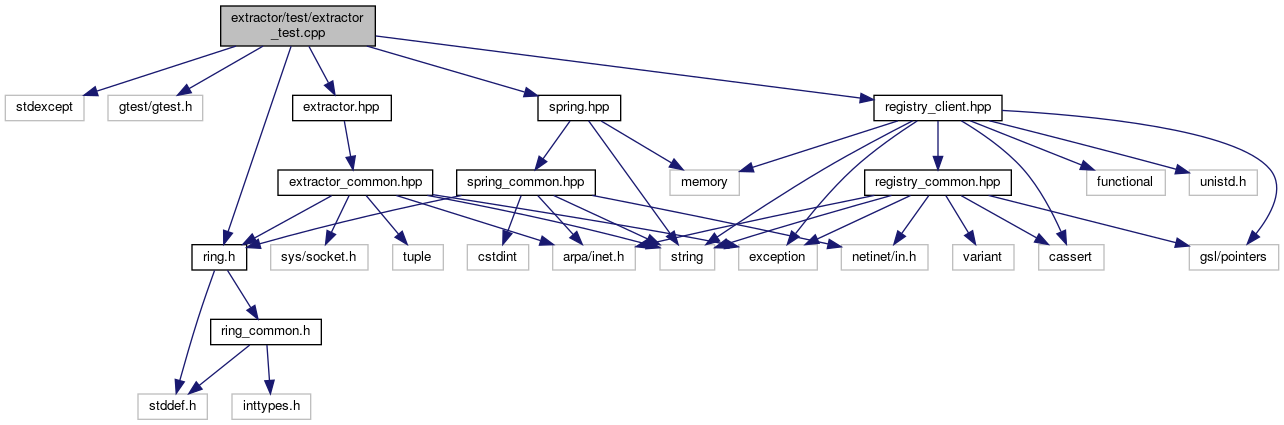 extractor/test/extractor
_test.cpp
stdexcept
gtest/gtest.h
extractor.hpp
spring.hpp
registry_client.hpp
extractor_common.hpp
spring_common.hpp
memory
registry_common.hpp
functional
unistd.h
ring.h
sys/socket.h
tuple
cstdint
arpa/inet.h
string
exception
netinet/in.h
variant
cassert
gsl/pointers
ring_common.h
stddef.h
inttypes.h